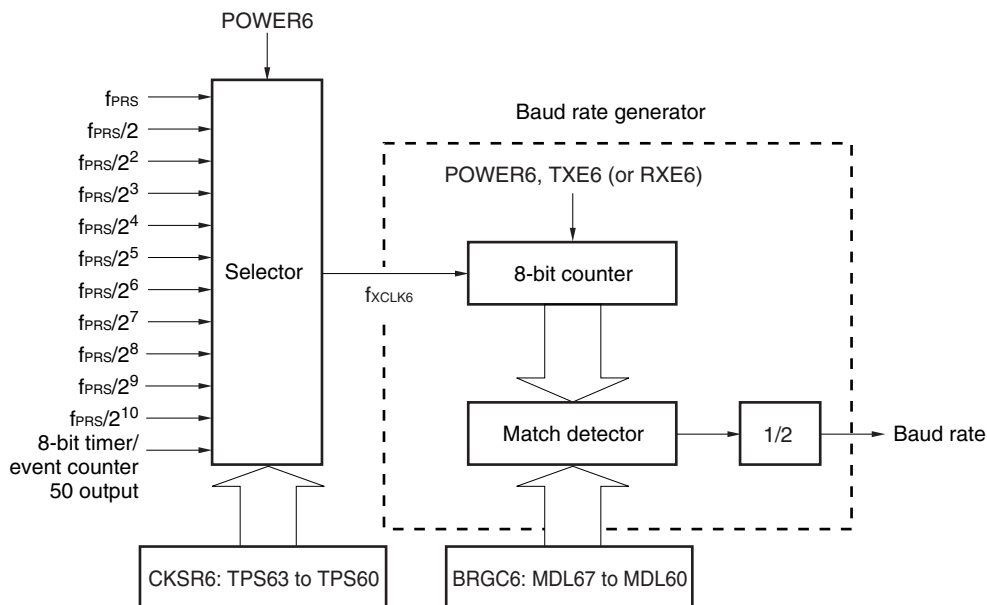 POWER6
fPRS
fPRS/2
fPRS/2²
fPRS/2³
fPRS/2⁴
fPRS/2⁵
fPRS/2⁶
fPRS/2⁷
fPRS/2⁸
fPRS/2⁹
fPRS/2¹⁰
8-bit timer/
event counter
50 output
Selector
fXCLK6
Baud rate generator
POWER6, TXE6 (or RXE6)
8-bit counter
Match detector
1/2
Baud rate
CKSR6: TPS63 to TPS60
BRGC6: MDL67 to MDL60